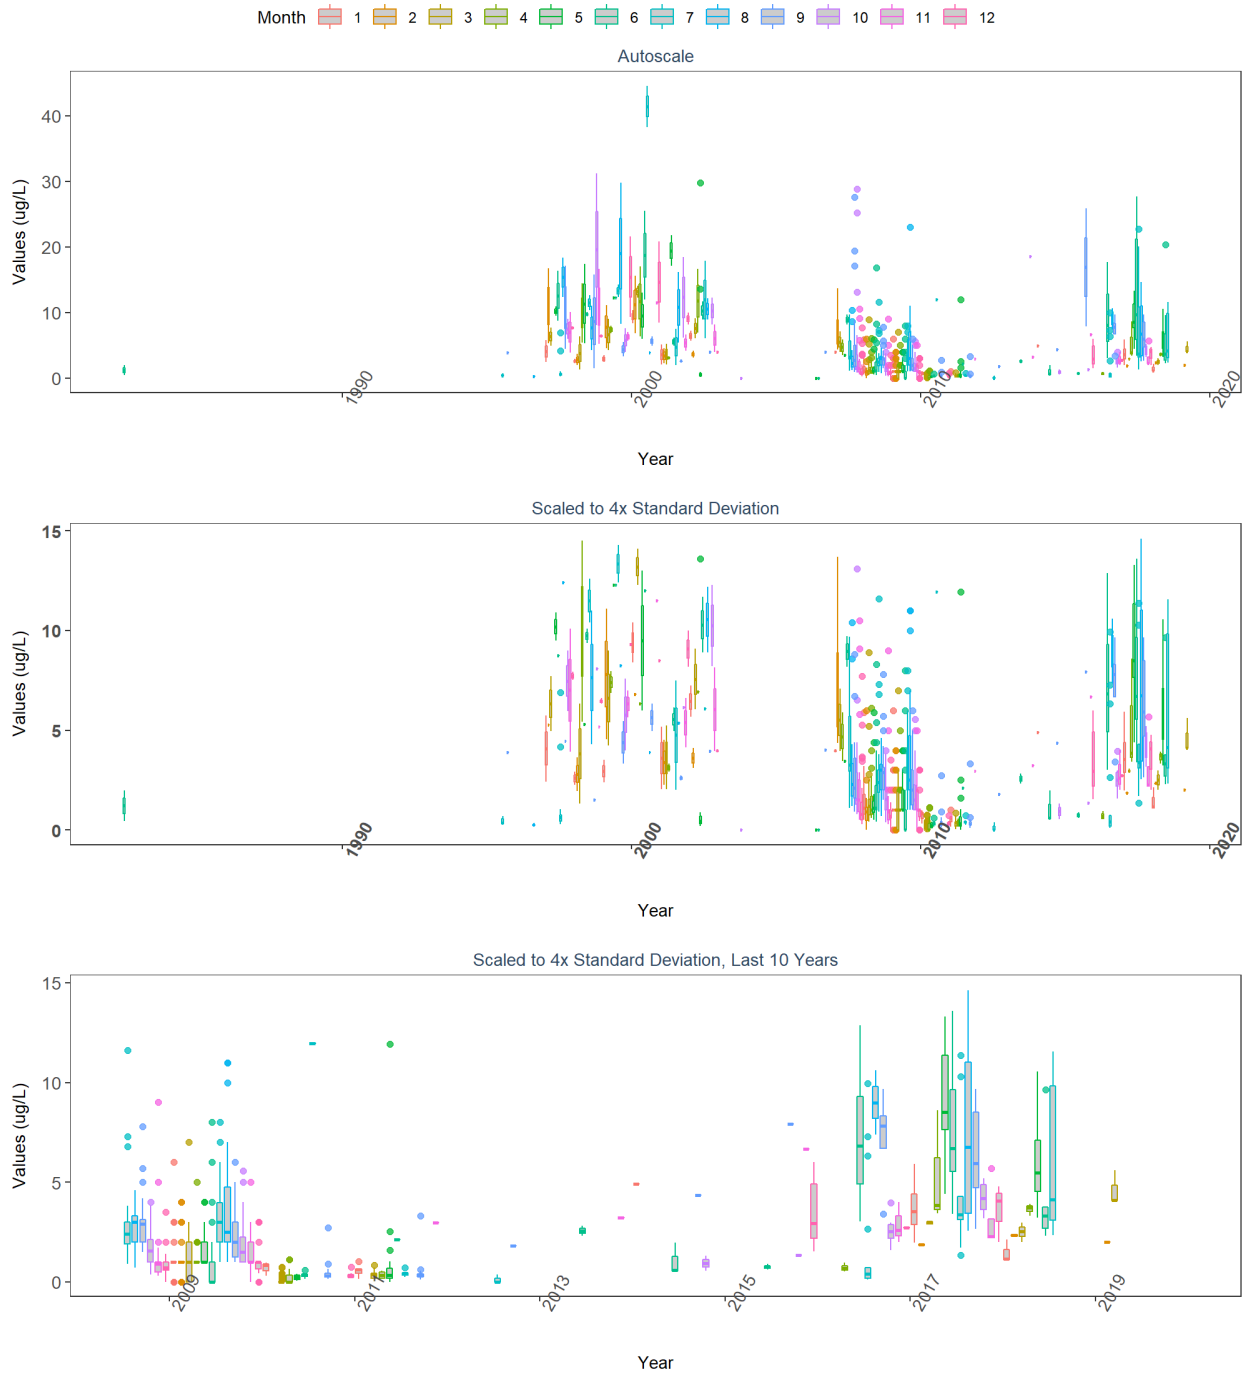 Month 1 2 3 4 5 6 7 8 9 10 11 12
Autoscale
Values (ug/L)
40
30
20
10
0
1990 2000 2010 2020
Year
Scaled to 4x Standard Deviation
Values (ug/L)
15
10
5
0
1990 2000 2010 2020
Year
Scaled to 4x Standard Deviation, Last 10 Years
Values (ug/L)
15
10
5
0
2009 2011 2013 2015 2017 2019
Year